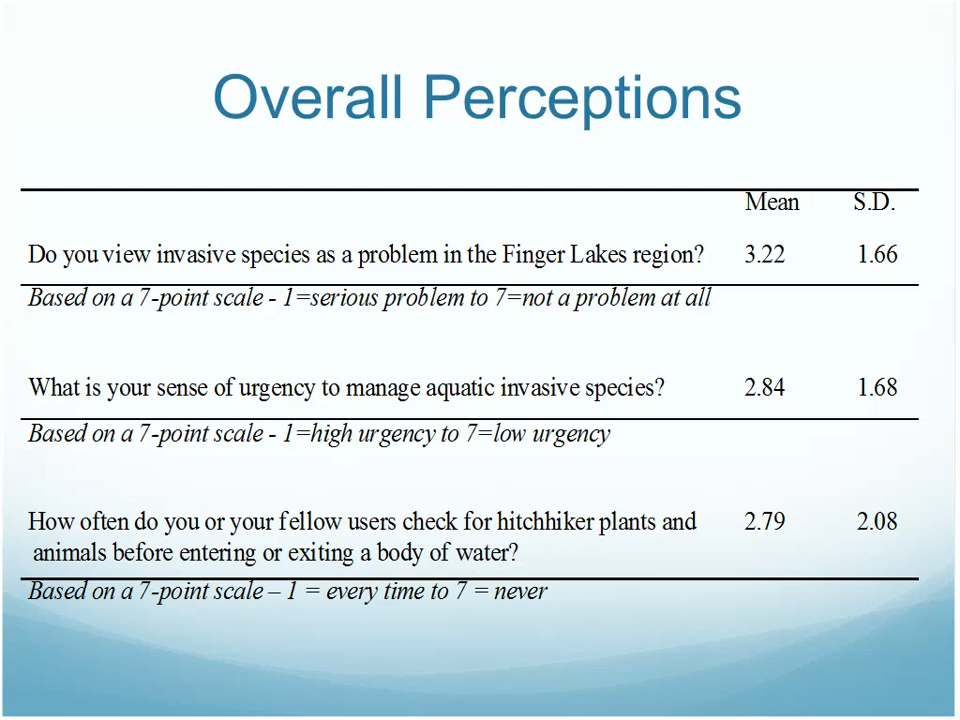 Overall Perceptions
Mean S.D.
Do you view invasive species as a problem in the Finger Lakes region? 3.22 1.66
Based on a 7-point scale - 1=serious problem to 7=not a problem at all
What is your sense of urgency to manage aquatic invasive species? 2.84 1.68
Based on a 7-point scale - 1=high urgency to 7=low urgency
How often do you or your fellow users check for hitchhiker plants and 2.79 2.08
animals before entering or exiting a body of water?
Based on a 7-point scale – 1 = every time to 7 = never